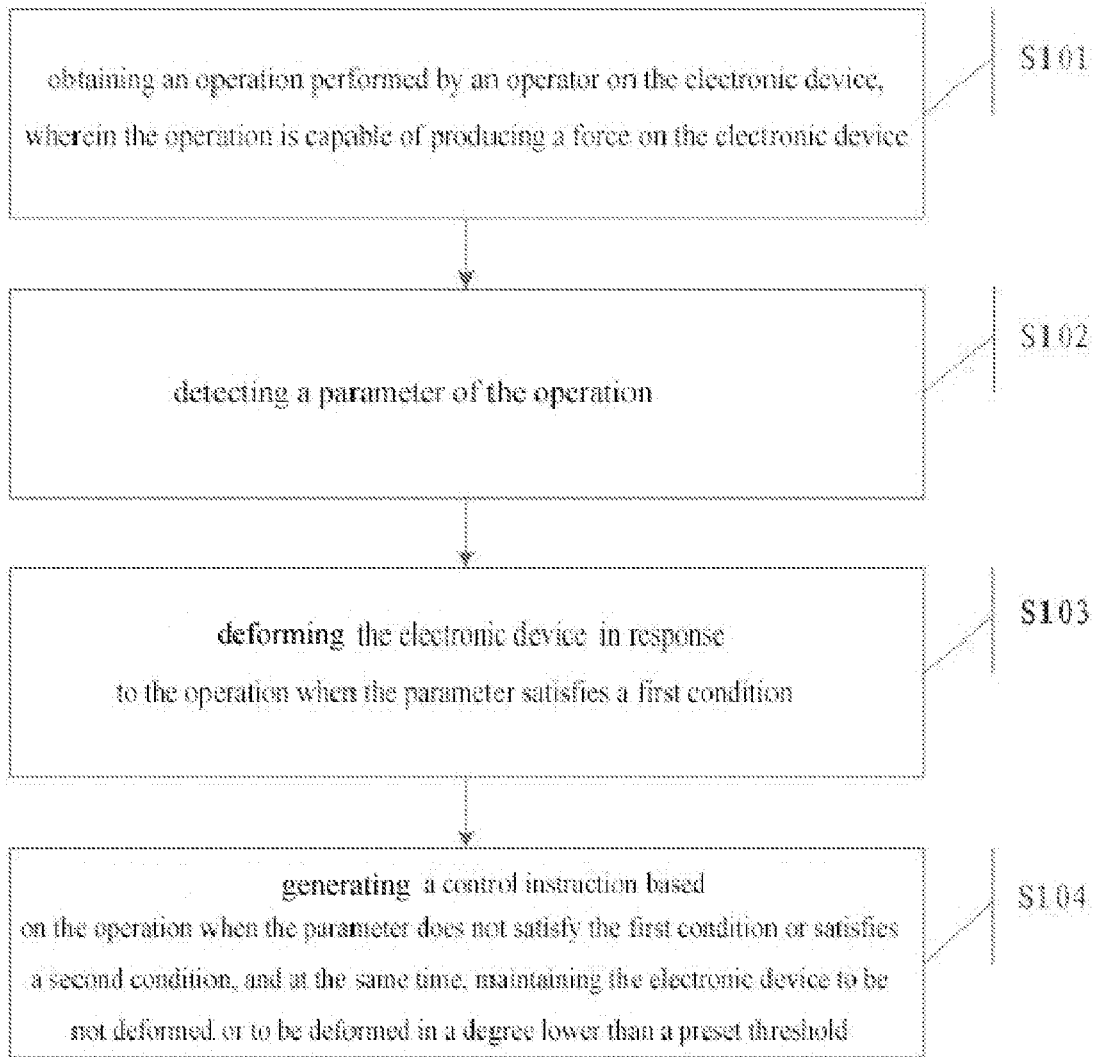 obtaining an operation performed by an operator on the electronic device,
wherein the operation is capable of producing a force on the electronic device
S101
detecting a parameter of the operation
S102
deforming the electronic device in response
to the operation when the parameter satisfies a first condition
S103
generating a control instruction based
on the operation when the parameter does not satisfy the first condition or satisfies
a second condition, and at the same time, maintaining the electronic device to be
not deformed or to be deformed in a degree lower than a preset threshold
S104